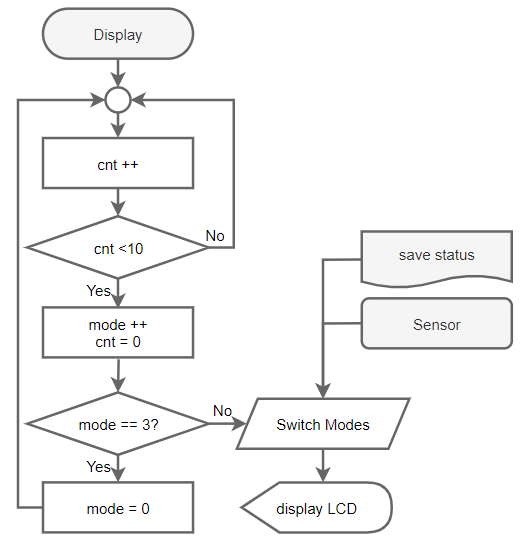 Display
cnt ++
cnt <10
No
Yes
mode ++
cnt = 0
mode == 3?
No
Yes
mode = 0
save status
Sensor
Switch Modes
display LCD